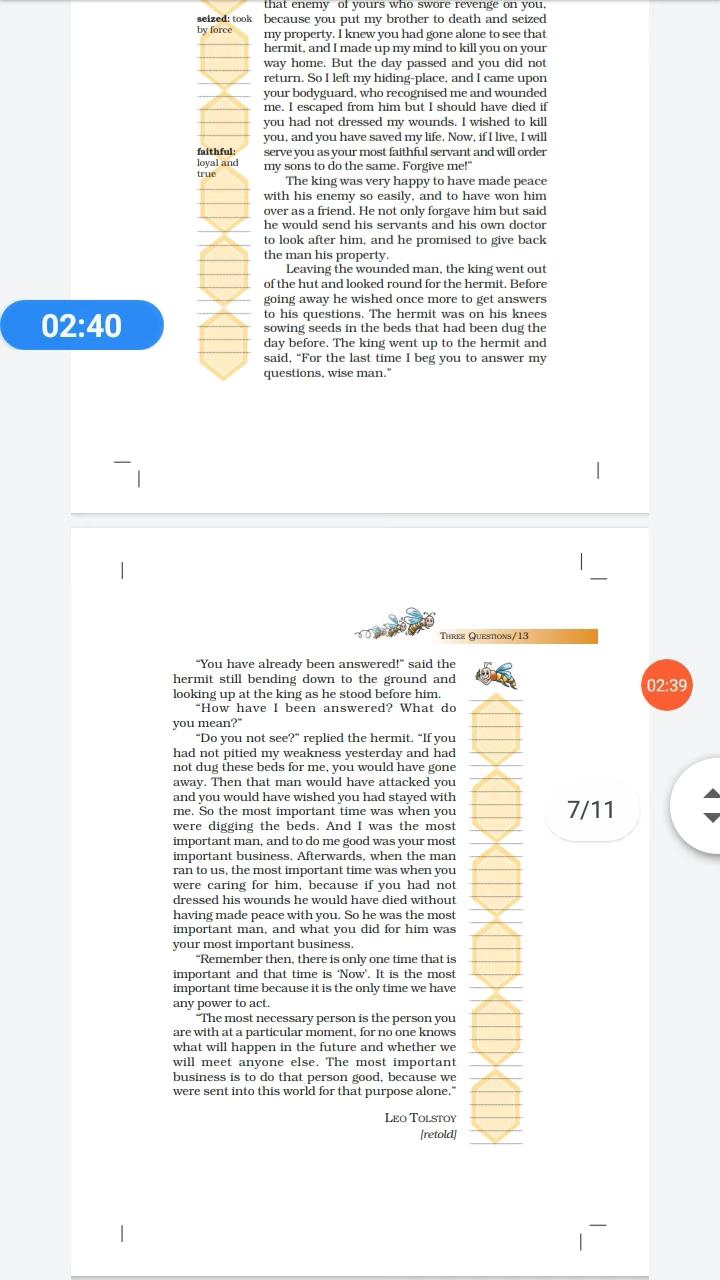 that enemy of yours who swore revenge on you,
because you put my brother to death and seized
my property. I knew you had gone alone to see that
hermit, and I made up my mind to kill you on your
way home. But the day passed and you did not
return. So I left my hiding-place, and I came upon
your bodyguard, who recognised me and wounded
me. I escaped from him but I should have died if
you had not dressed my wounds. I wished to kill
you, and you have saved my life. Now, if I live, I will
serve you as your most faithful servant and will order
my sons to do the same. Forgive me!”
The king was very happy to have made peace
with his enemy so easily, and to have won him
over as a friend. He not only forgave him but said
he would send his servants and his own doctor
to look after him, and he promised to give back
the man his property.
Leaving the wounded man, the king went out
of the hut and looked round for the hermit. Before
going away he wished once more to get answers
to his questions. The hermit was on his knees
sowing seeds in the beds that had been dug the
day before. The king went up to the hermit and
said, “For the last time I beg you to answer my
questions, wise man.”
seized: took
by force
faithful:
loyal and
true
02:40
THREE QUESTIONS/13
“You have already been answered!” said the
hermit still bending down to the ground and
looking up at the king as he stood before him.
“How have I been answered? What do
you mean?”
“Do you not see?” replied the hermit. “If you
had not pitied my weakness yesterday and had
not dug these beds for me, you would have gone
away. Then that man would have attacked you
and you would have wished you had stayed with
me. So the most important time was when you
were digging the beds. And I was the most
important man, and to do me good was your most
important business. Afterwards, when the man
ran to us, the most important time was when you
were caring for him, because if you had not
dressed his wounds he would have died without
having made peace with you. So he was the most
important man, and what you did for him was
your most important business.
“Remember then, there is only one time that is
important and that time is ‘Now’. It is the most
important time because it is the only time we have
any power to act.
“The most necessary person is the person you
are with at a particular moment, for no one knows
what will happen in the future and whether we
will meet anyone else. The most important
business is to do that person good, because we
were sent into this world for that purpose alone.”
LEO TOLSTOY
[retold]
02:39
7/11